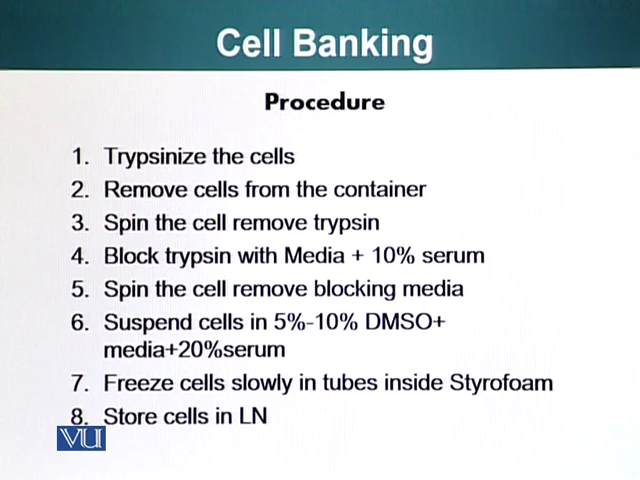 Cell Banking
Procedure
1. Trypsinize the cells
2. Remove cells from the container
3. Spin the cell remove trypsin
4. Block trypsin with Media + 10% serum
5. Spin the cell remove blocking media
6. Suspend cells in 5%-10% DMSO+
media+20%serum
7. Freeze cells slowly in tubes inside Styrofoam
8. Store cells in LN
VU